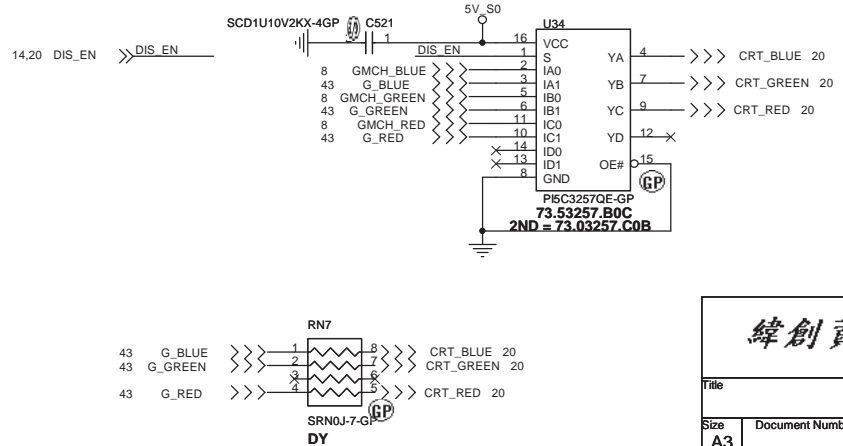 5V_S0
SCD1U10V2KX-4GP C521
U34
14,20 DIS_EN DIS_EN
1
DIS_EN
16 VCC
1 S
YA 4 CRT_BLUE 20
8 GMCH_BLUE 2 IA0
43 G_BLUE 3 IA1
YB 7 CRT_GREEN 20
8 GMCH_GREEN 5 IB0
43 G_GREEN 6 IB1
YC 9 CRT_RED 20
8 GMCH_RED 11 IC0
43 G_RED 10 IC1
YD 12
14 ID0
13 ID1
OE# 15
8 GND
GP
PI5C3257QE-GP
73.53257.B0C
2ND = 73.03257.C0B
RN7
43 G_BLUE 1 8 CRT_BLUE 20
43 G_GREEN 2 7 CRT_GREEN 20
3 6
43 G_RED 4 5 CRT_RED 20
SRN0J-7-GP
GP
DY
緯創
Title
Size
Document Numb
A3